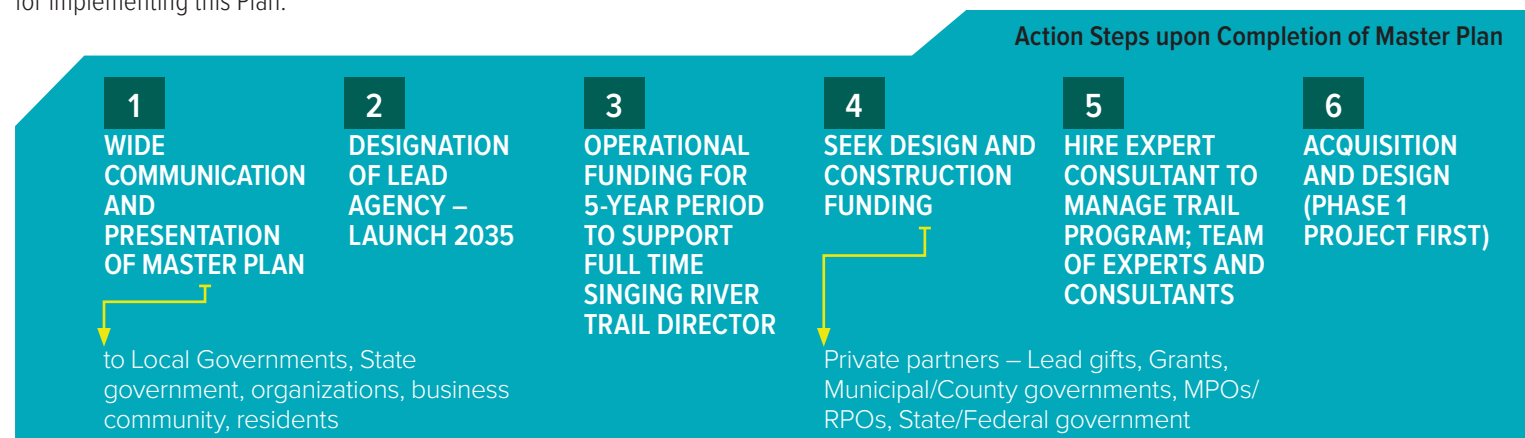 for implementing this Plan.
Action Steps upon Completion of Master Plan
1
WIDE
COMMUNICATION
AND
PRESENTATION
OF MASTER PLAN
to Local Governments, State
government, organizations, business
community, residents
2
DESIGNATION
OF LEAD
AGENCY –
LAUNCH 2035
3
OPERATIONAL
FUNDING FOR
5-YEAR PERIOD
TO SUPPORT
FULL TIME
SINGING RIVER
TRAIL DIRECTOR
4
SEEK DESIGN AND
CONSTRUCTION
FUNDING
Private partners – Lead gifts, Grants,
Municipal/County governments, MPOs/
RPOs, State/Federal government
5
HIRE EXPERT
CONSULTANT TO
MANAGE TRAIL
PROGRAM; TEAM
OF EXPERTS AND
CONSULTANTS
6
ACQUISITION
AND DESIGN
(PHASE 1
PROJECT FIRST)